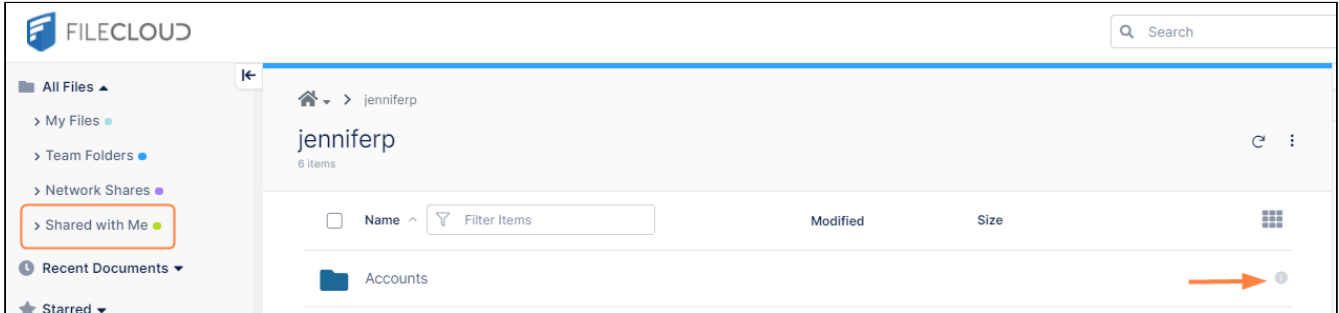 FILECLOUD
Search
All Files
My Files
Team Folders
Network Shares
Shared with Me
Recent Documents
Starred
jenniferp
jenniferp
6 items
Name
Filter Items
Modified
Size
Accounts